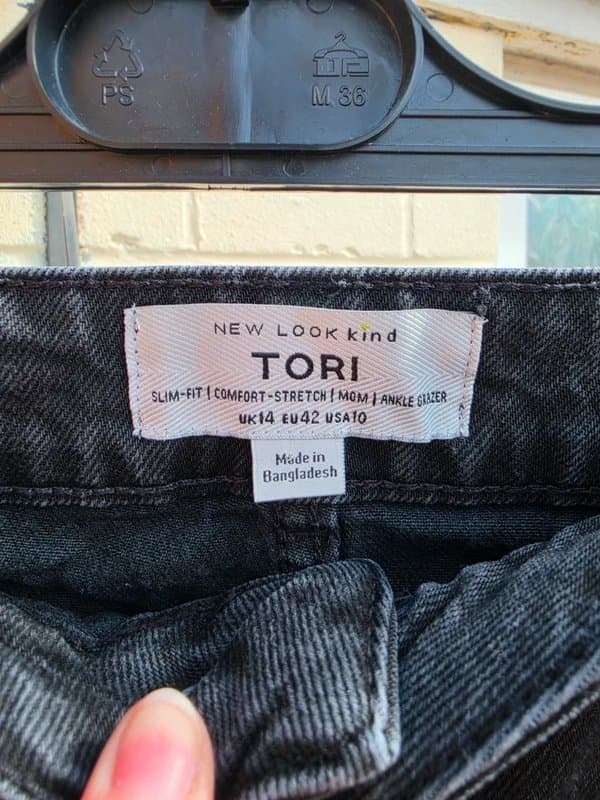 PS
M 36
NEW LOOK kind
TORI
SLIM-FIT | COMFORT-STRETCH | MOM | ANKLE GRAZER
UK14 EU42 USA10
Made in
Bangladesh